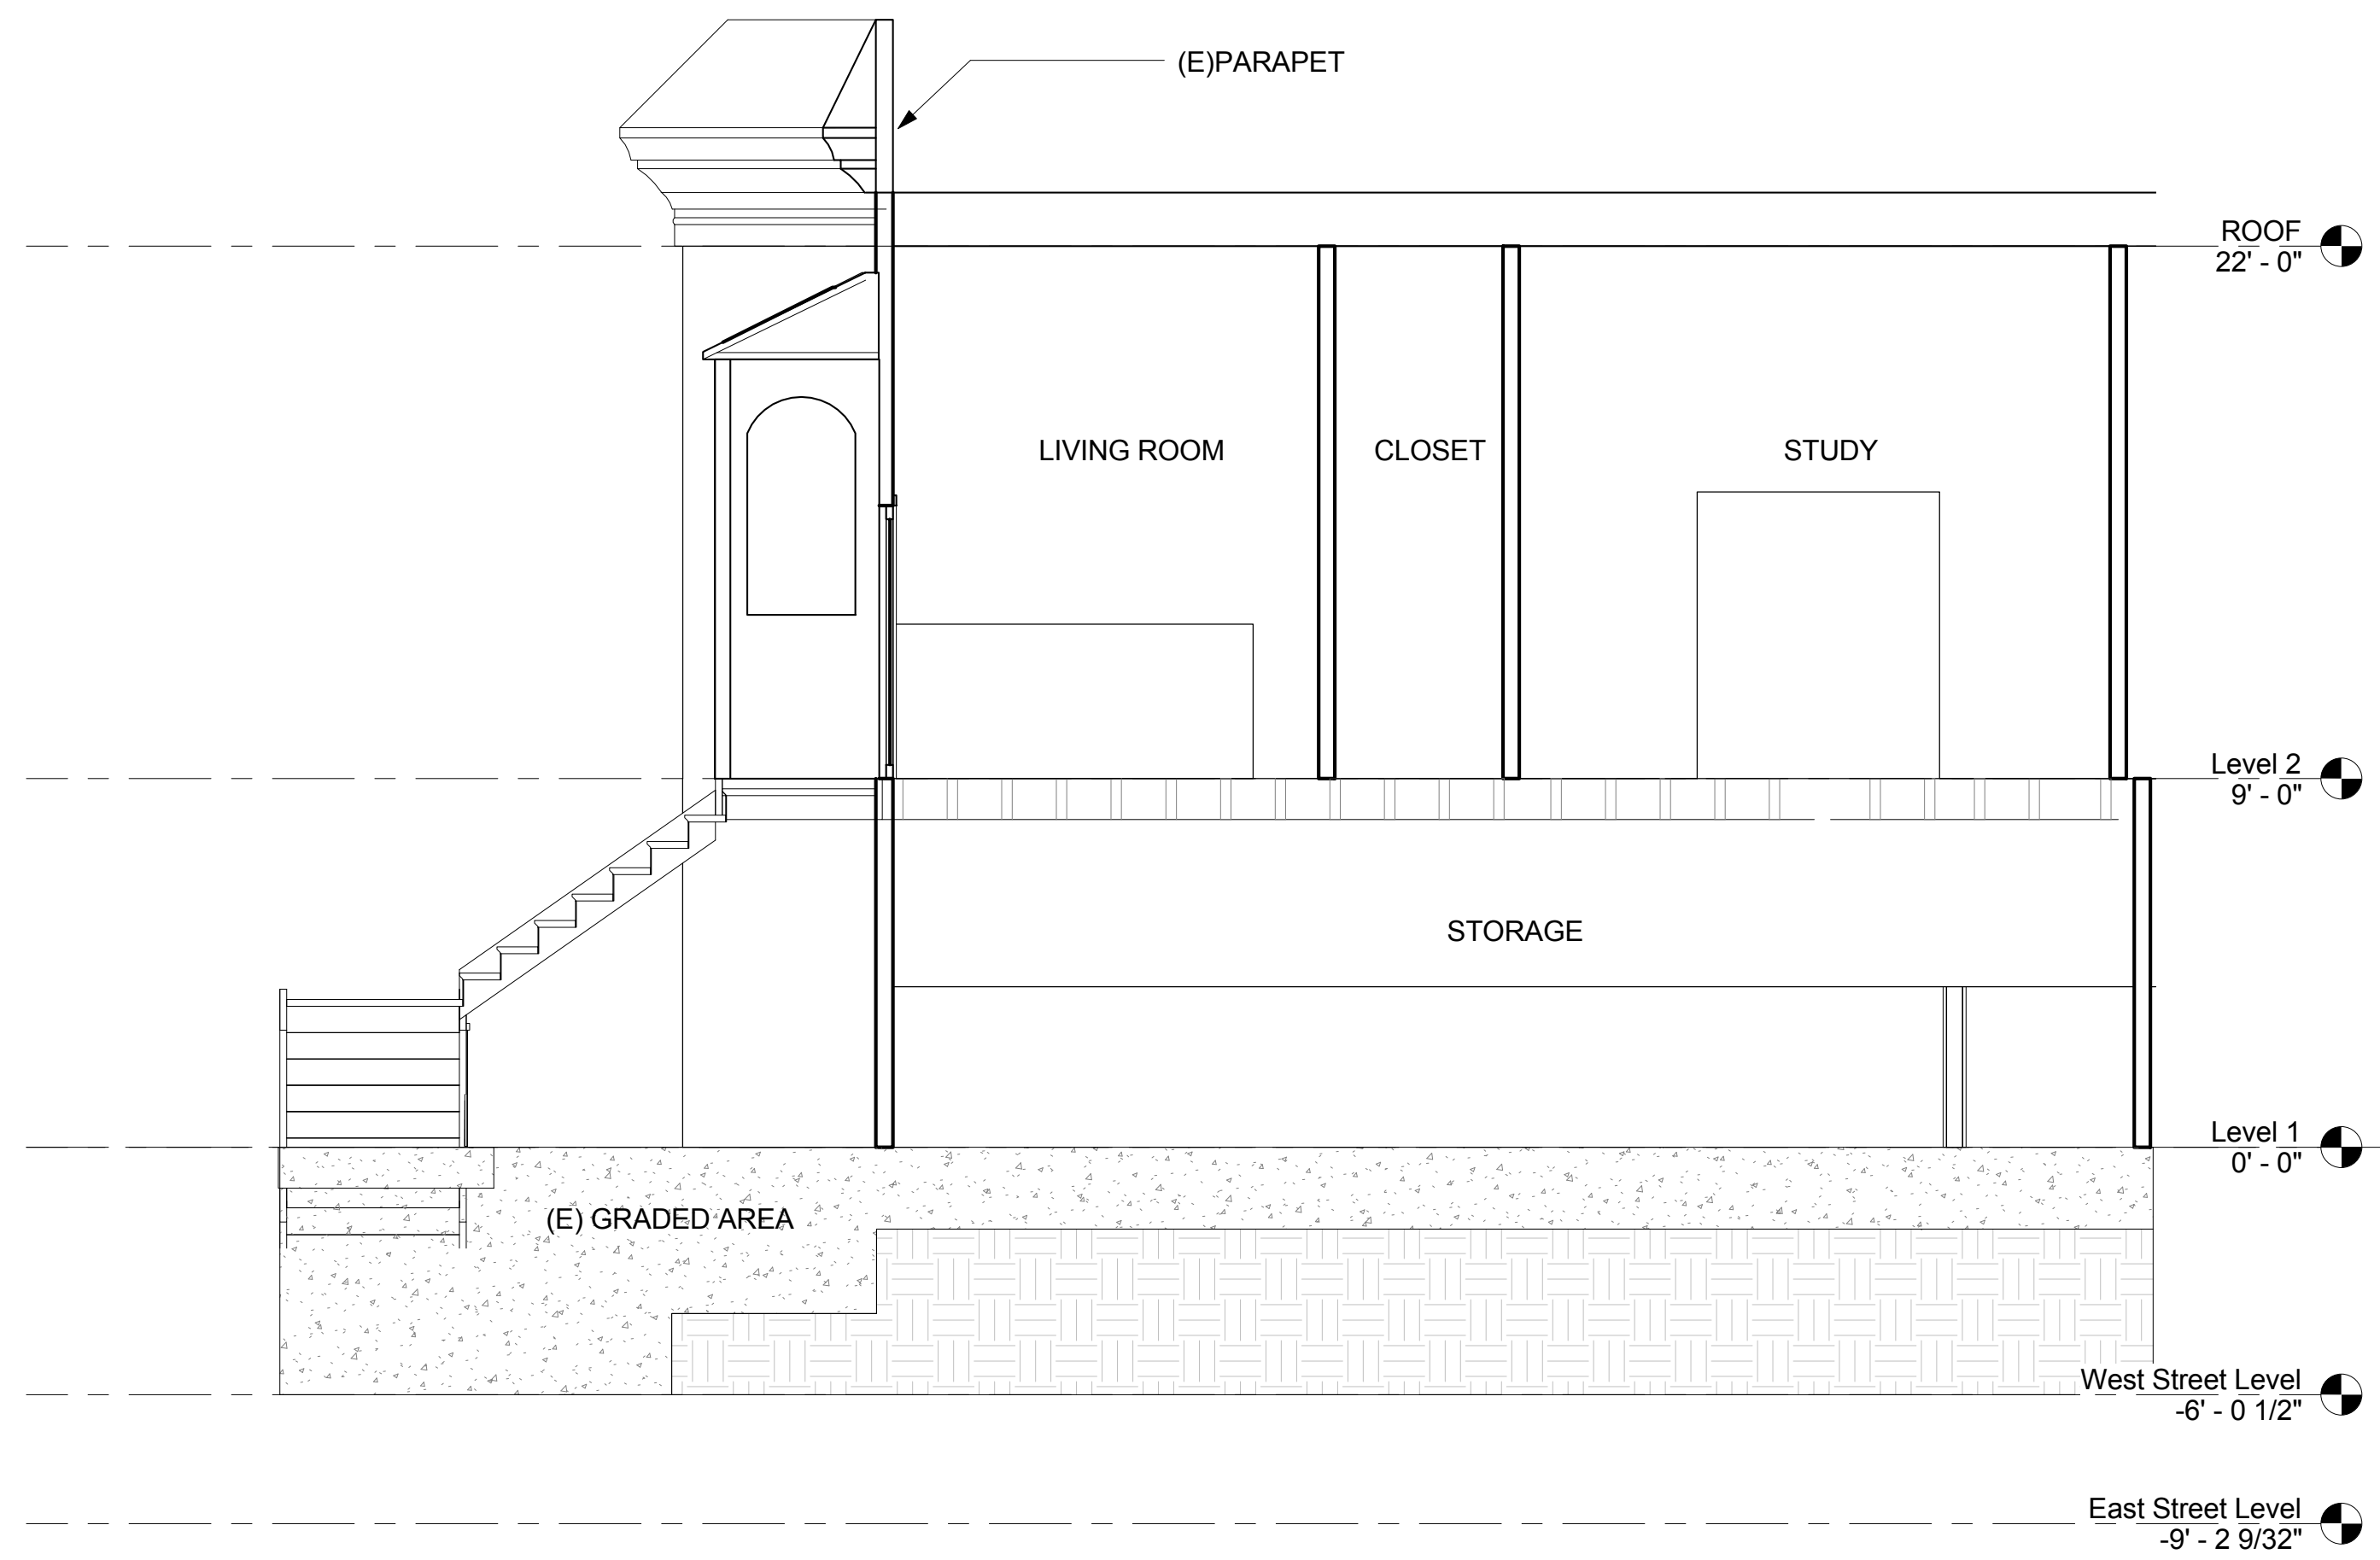 (E)PARAPET
ROOF
22' - 0"
LIVING ROOM
CLOSET
STUDY
Level 2
9' - 0"
STORAGE
Level 1
0' - 0"
(E) GRADED AREA
West Street Level
-6' - 0 1/2"
East Street Level
-9' - 2 9/32"